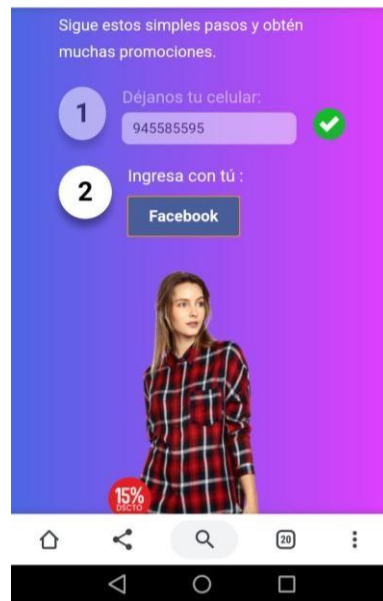 Sigue estos simples pasos y obtén
muchas promociones.
1
Déjanos tu celular:
945585595
2
Ingresa con tú :
Facebook
15%
DSCTO
20